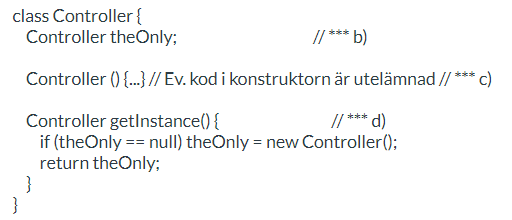 class Controller {
Controller theOnly; // *** b)
Controller () {...} // Ev. kod i konstruktorn är utelämnad // *** c)
Controller getInstance() { // *** d)
if (theOnly == null) theOnly = new Controller();
return theOnly;
}
}